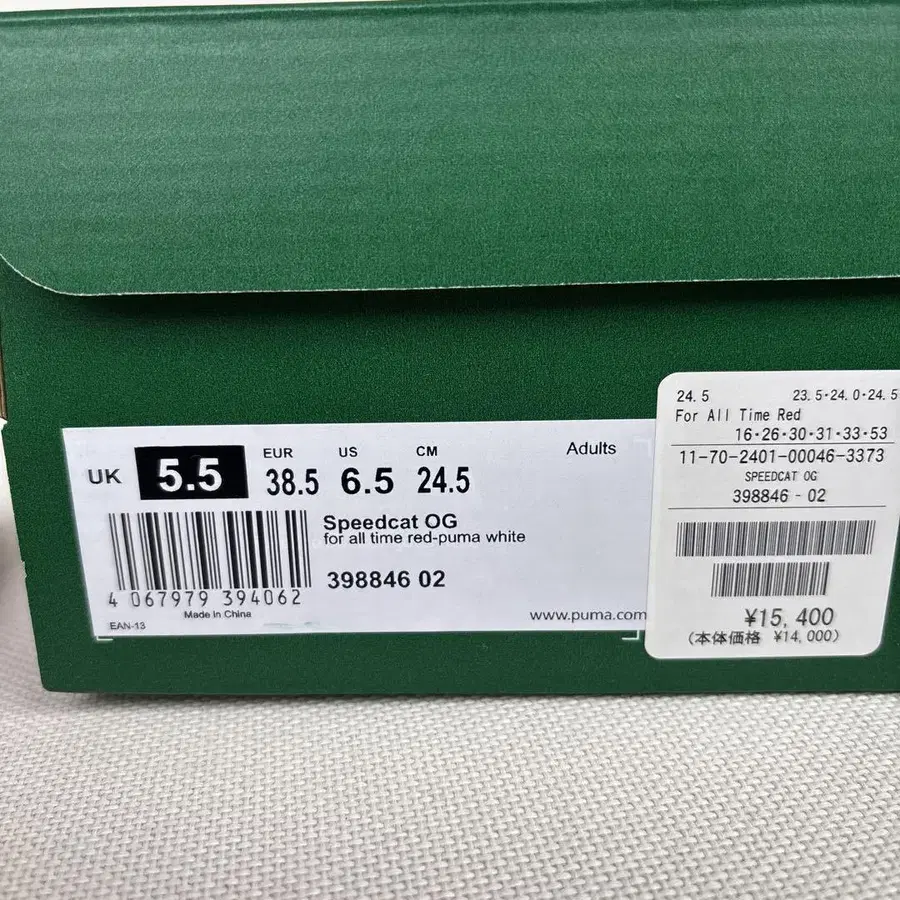 UK 5.5
EUR 38.5
US 6.5
CM 24.5
Adults
Speedcat OG
for all time red-puma white
398846 02
4 067979 394062
Made in China
EAN-13
www.puma.com
24.5 23.5・24.0・24.5
For All Time Red
16・26・30・31・33・53
11-70-2401-00046-3373
SPEEDCAT OG
398846 - 02
¥15,400
(本体価格 ¥14,000)